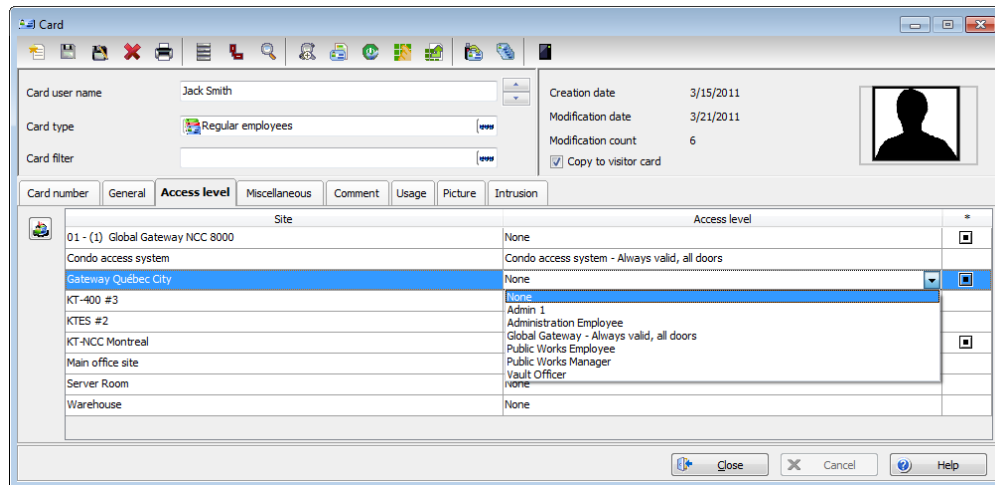 Card
Card user name Jack Smith
Card type Regular employees
Card filter
Creation date 3/15/2011
Modification date 3/21/2011
Modification count 6
Copy to visitor card
Card number General Access level Miscellaneous Comment Usage Picture Intrusion
Site Access level *
01 - (1) Global Gateway NCC 8000 None
Condo access system Condo access system - Always valid, all doors
Gateway Québec City None
KT-400 #3
KTES #2
KT-NCC Montreal
Main office site
Server Room None
Warehouse None
None
Admin 1
Administration Employee
Global Gateway - Always valid, all doors
Public Works Employee
Public Works Manager
Vault Officer
Close Cancel Help